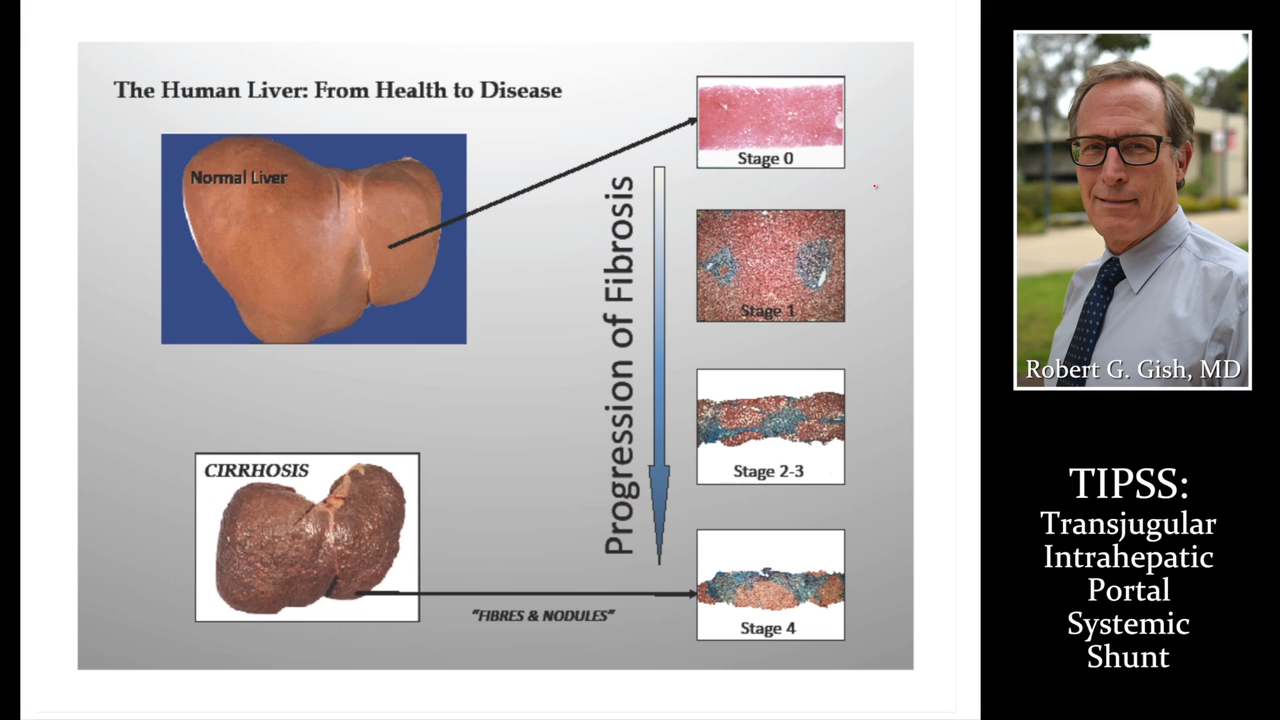 The Human Liver: From Health to Disease
Normal Liver
Stage 0
Progression of Fibrosis
Stage 1
Stage 2-3
CIRRHOSIS
"FIBRES & NODULES"
Stage 4
Robert G. Gish, MD
TIPSS:
Transjugular
Intrahepatic
Portal
Systemic
Shunt